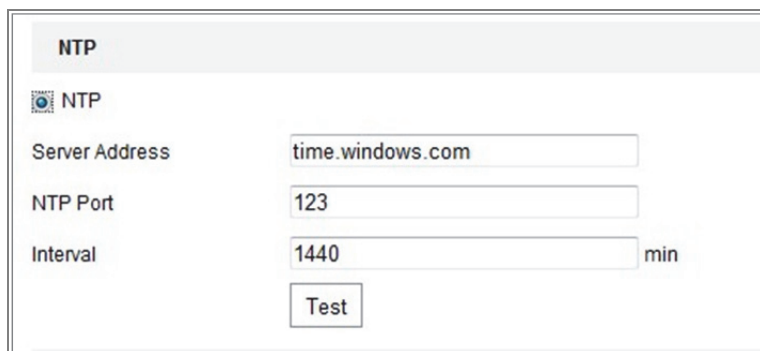 NTP
NTP
Server Address time.windows.com
NTP Port 123
Interval 1440 min
Test